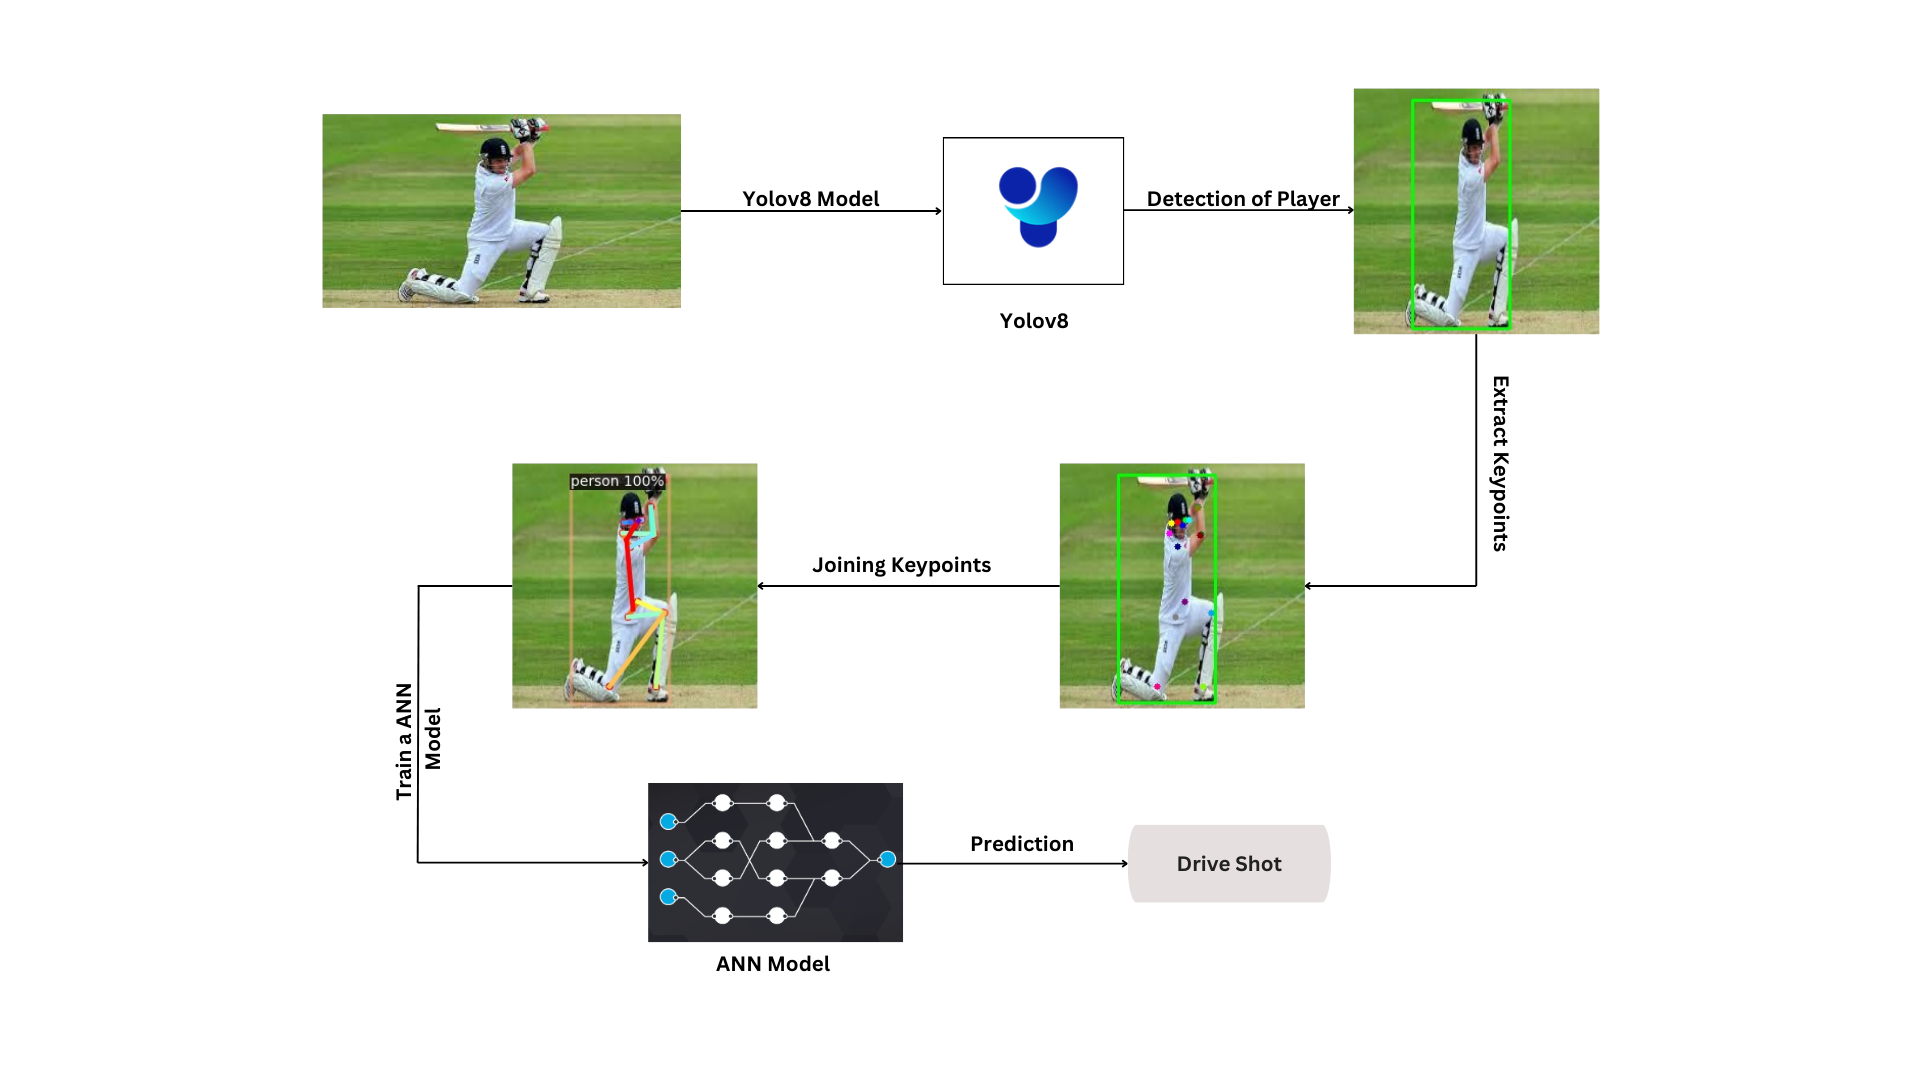 Yolov8 Model
Detection of Player
Yolov8
Extract Keypoints
person 100%
Joining Keypoints
Train a ANN
Model
Prediction
Drive Shot
ANN Model